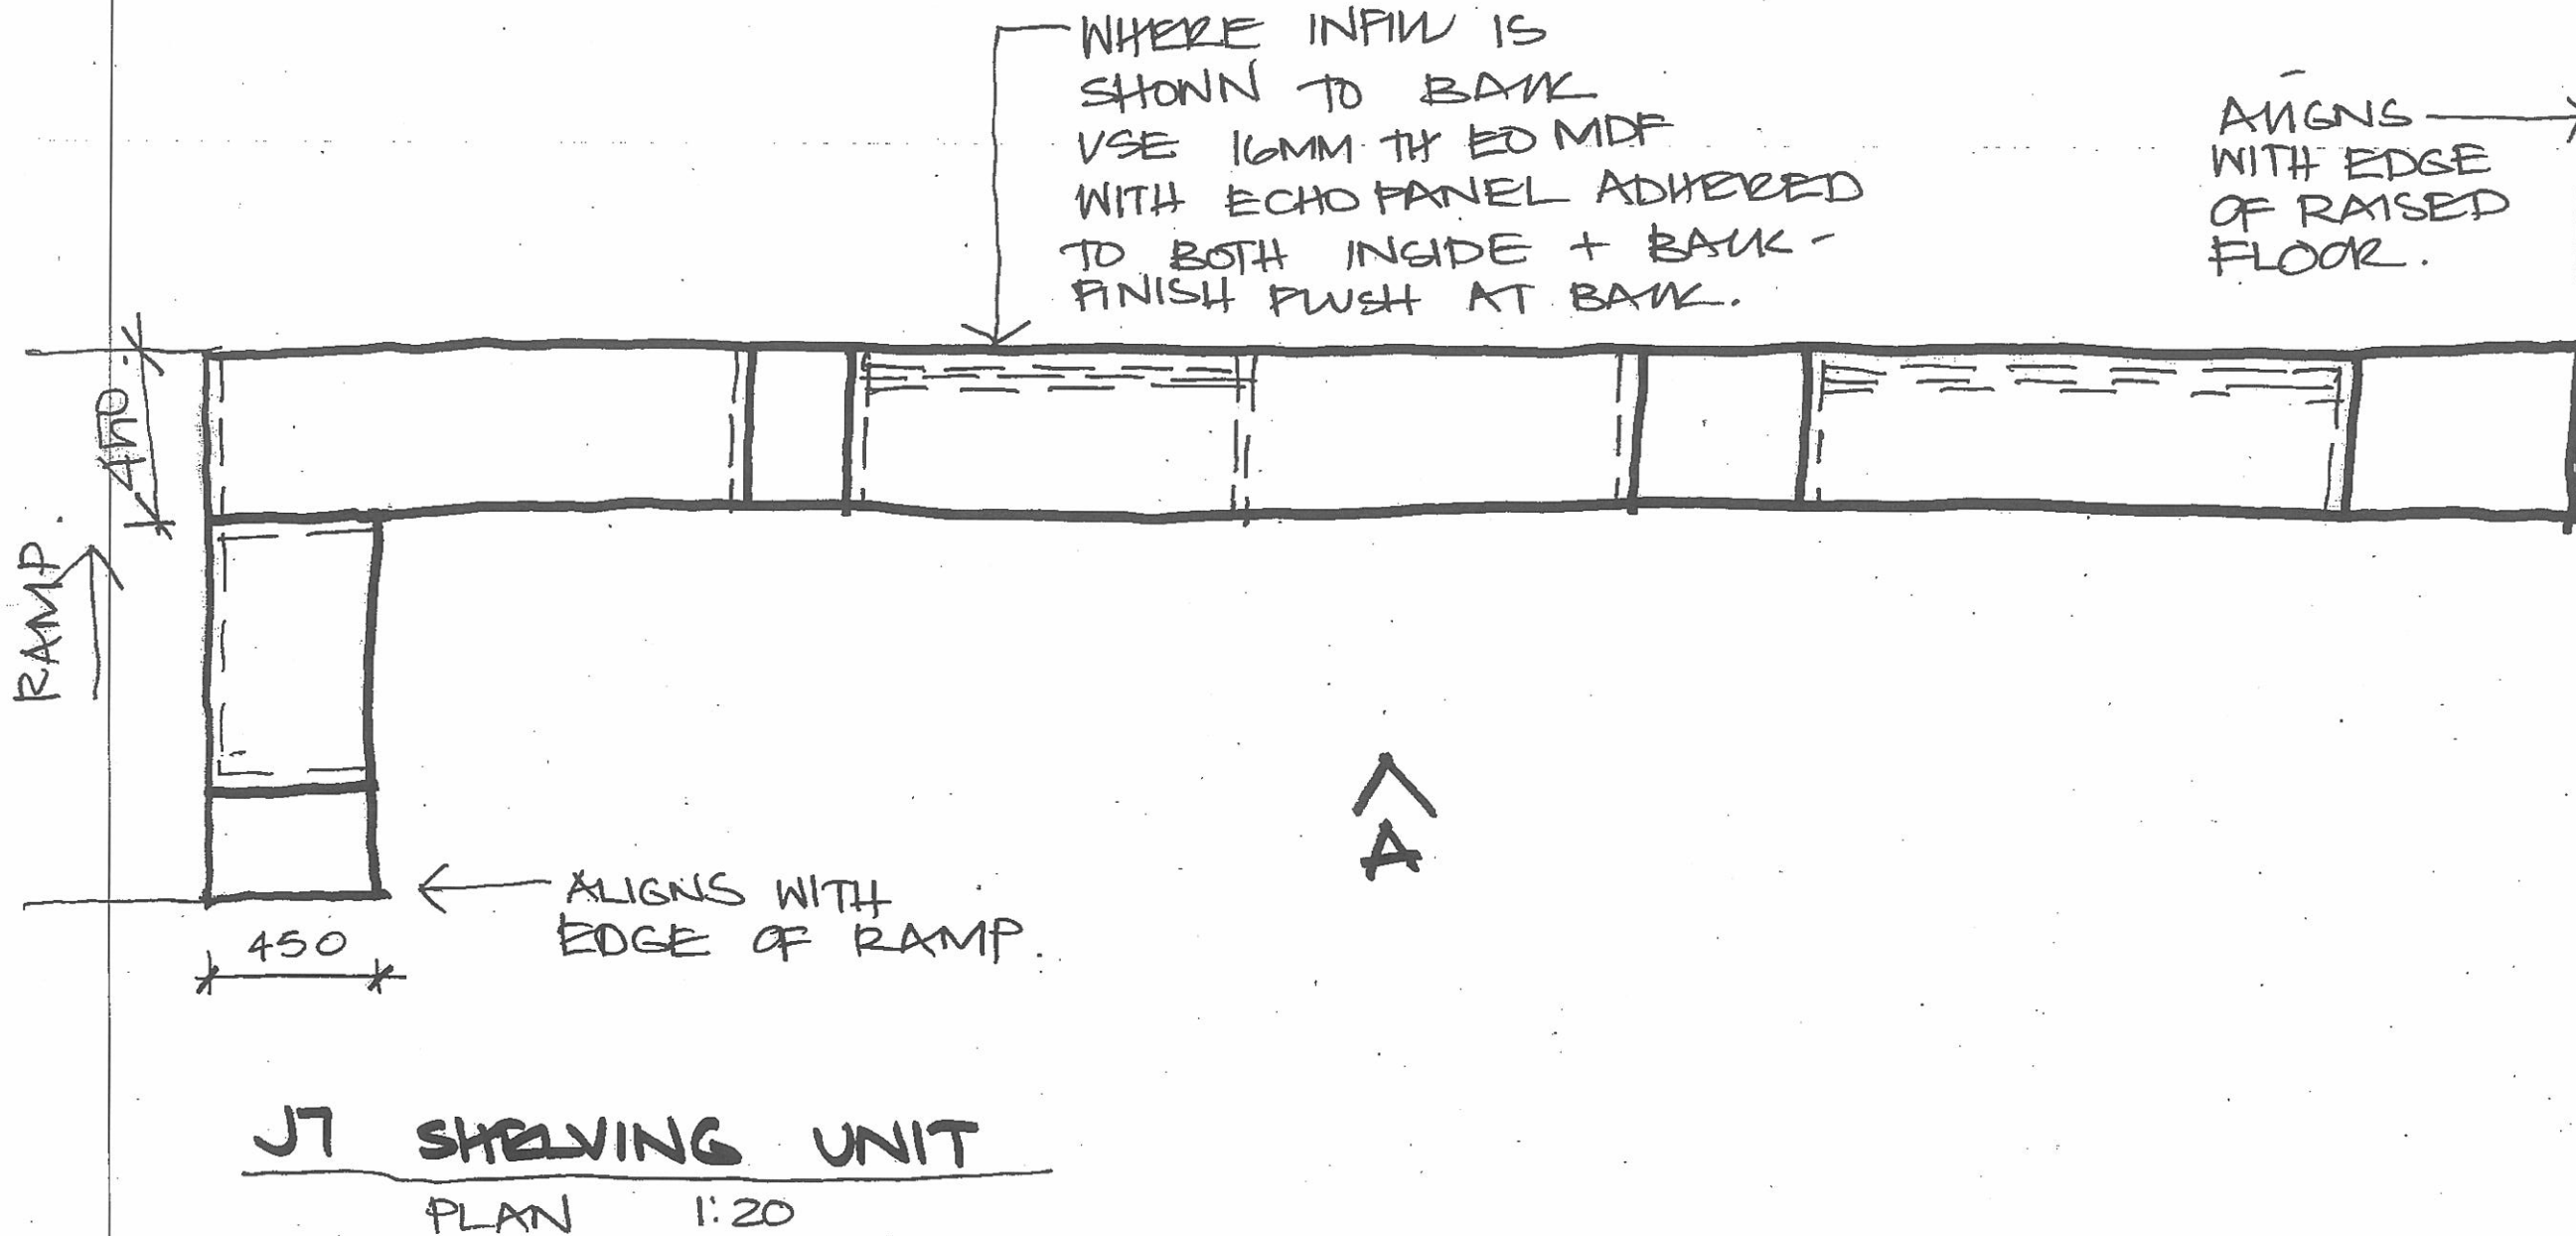 WHERE INFILL IS
SHOWN TO BACK
USE 16MM TH EO MDF
WITH ECHO PANEL ADHERED
TO BOTH INSIDE + BACK -
FINISH FLUSH AT BACK.
ALIGNS
WITH EDGE
OF RAISED
FLOOR.
RAMP
A
ALIGNS WITH
EDGE OF RAMP.
450
J7 SHELVING UNIT
PLAN 1:20